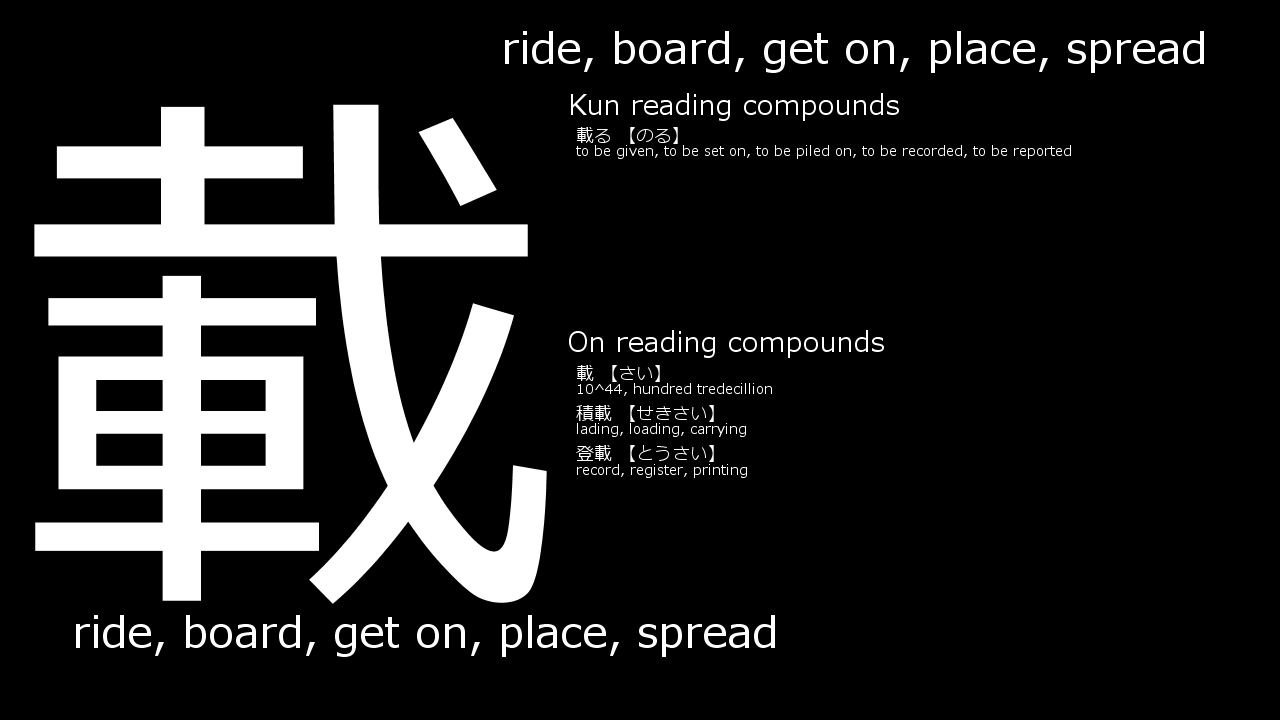 ride, board, get on, place, spread
載
Kun reading compounds
載る 【のる】
to be given, to be set on, to be piled on, to be recorded, to be reported
On reading compounds
載 【さい】
10^44, hundred tredecillion
積載 【せきさい】
lading, loading, carrying
登載 【とうさい】
record, register, printing
ride, board, get on, place, spread